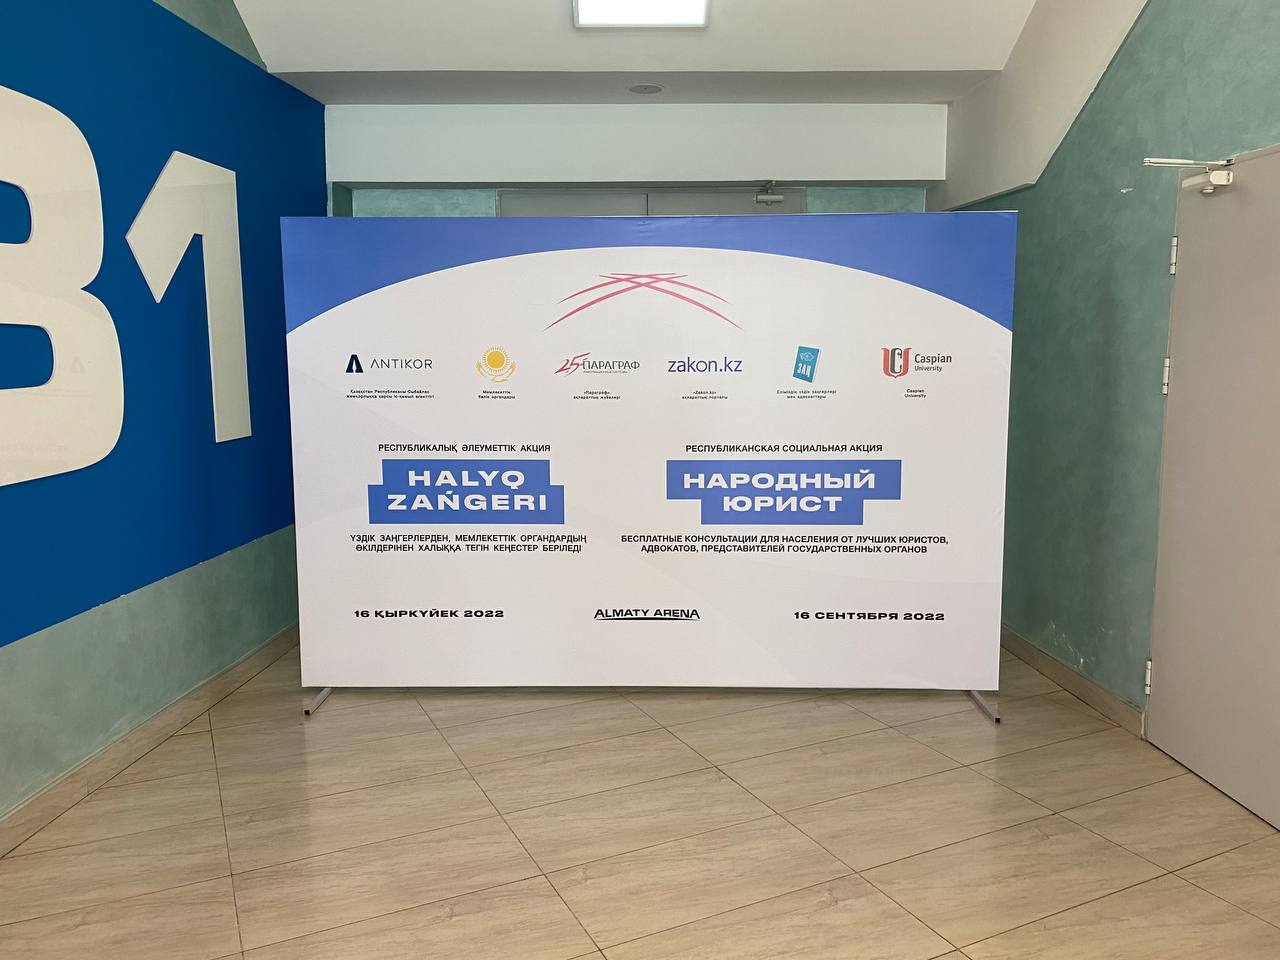 B1
ANTIKOR
Қазақстан Республикасы Сыбайлас
жемқорлыққа қарсы іс-қимыл агенттігі
Мемлекеттік
билік органдары
25 ПАРАГРАФ
ИНФОРМАЦИОННЫЕ СИСТЕМЫ
«Параграф»
ақпараттық жүйелері
zakon.kz
«Zakon.kz»
ақпараттық порталы
ЗАҢ
Еліміздің үздік заңгерлері
мен адвокаттары
Caspian
University
Caspian
University
РЕСПУБЛИКАЛЫҚ ӘЛЕУМЕТТІК АКЦИЯ
HALYQ
ZAŃGERI
ҮЗДІК ЗАҢГЕРЛЕРДЕН, МЕМЛЕКЕТТІК ОРГАНДАРДЫҢ
ӨКІЛДЕРІНЕН ХАЛЫҚҚА ТЕГІН КЕҢЕСТЕР БЕРІЛЕДІ
РЕСПУБЛИКАНСКАЯ СОЦИАЛЬНАЯ АКЦИЯ
НАРОДНЫЙ
ЮРИСТ
БЕСПЛАТНЫЕ КОНСУЛЬТАЦИИ ДЛЯ НАСЕЛЕНИЯ ОТ ЛУЧШИХ ЮРИСТОВ,
АДВОКАТОВ, ПРЕДСТАВИТЕЛЕЙ ГОСУДАРСТВЕННЫХ ОРГАНОВ
16 ҚЫРКҮЙЕК 2022
ALMATY ARENA
16 СЕНТЯБРЯ 2022